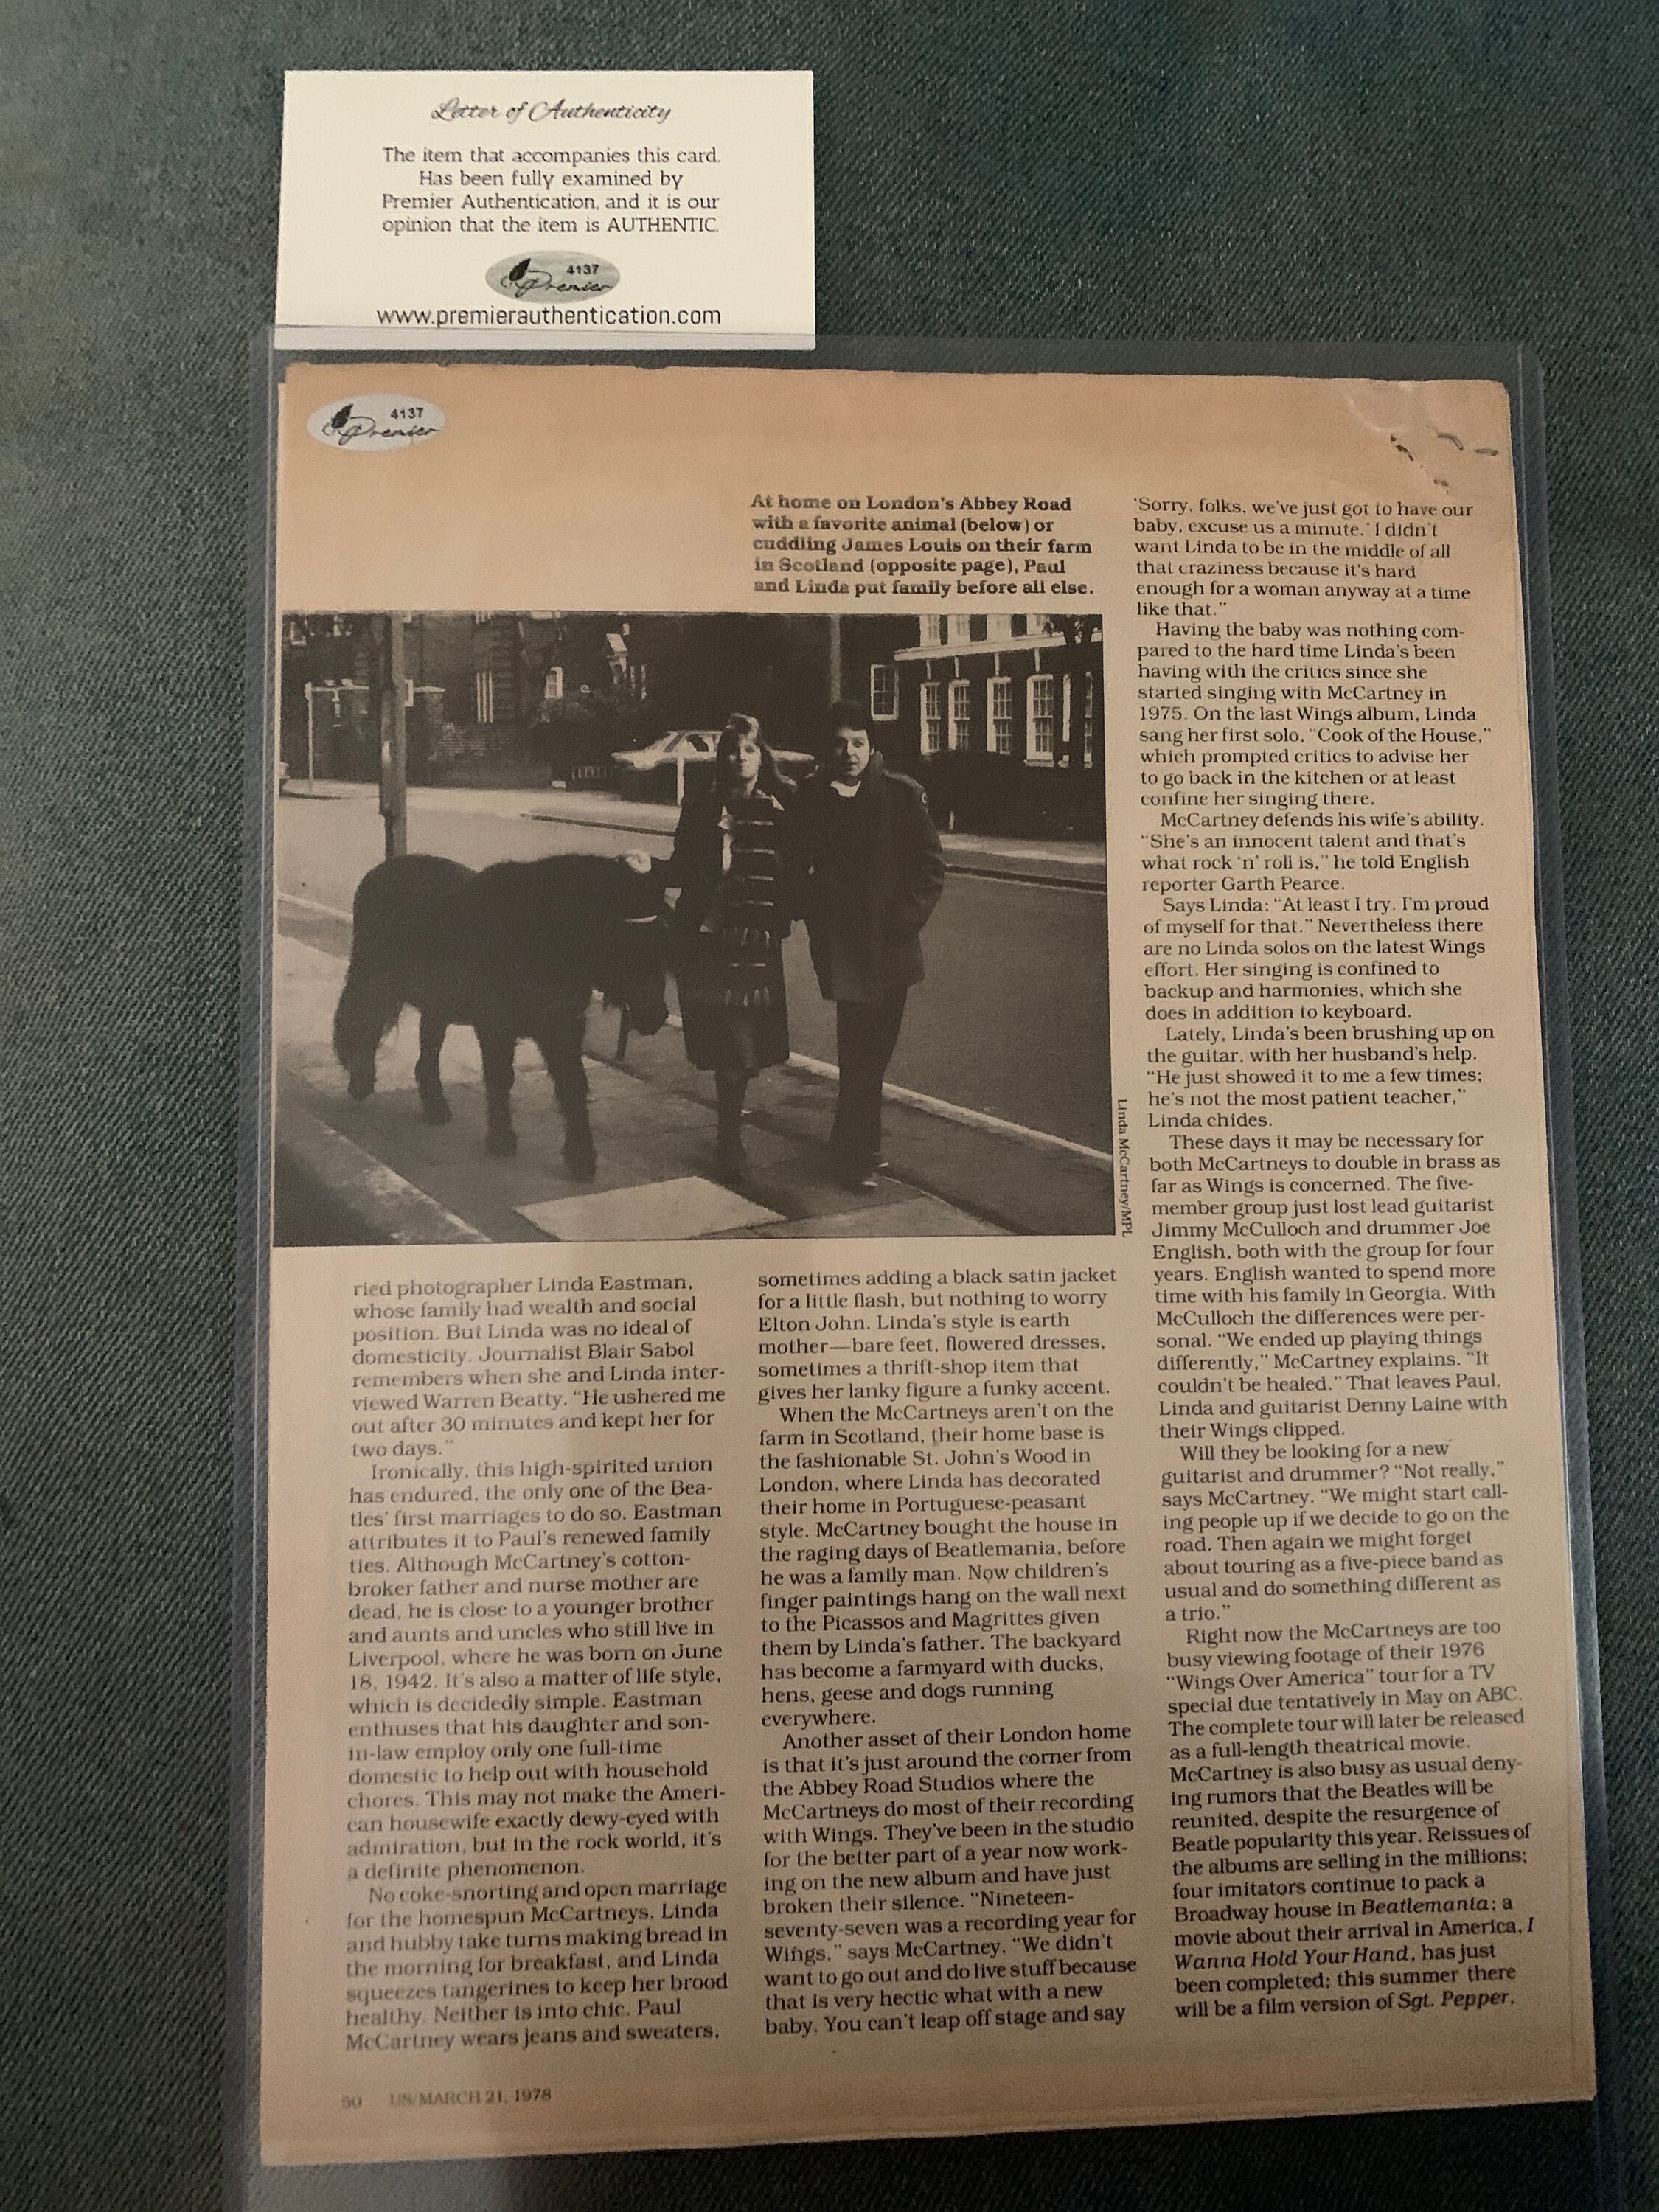 Letter of Authenticity
The item that accompanies this card.
Has been fully examined by
Premier Authentication, and it is our
opinion that the item is AUTHENTIC.
4137
Premier
www.premierauthentication.com
4137
Premier
At home on London's Abbey Road
with a favorite animal (below) or
cuddling James Louis on their farm
in Scotland (opposite page), Paul
and Linda put family before all else.
Linda McCartney/MPL
ried photographer Linda Eastman,
whose family had wealth and social
position. But Linda was no ideal of
domesticity. Journalist Blair Sabol
remembers when she and Linda inter-
viewed Warren Beatty. “He ushered me
out after 30 minutes and kept her for
two days.”
Ironically, this high-spirited union
has endured, the only one of the Bea-
tles' first marriages to do so. Eastman
attributes it to Paul's renewed family
ties. Although McCartney's cotton-
broker father and nurse mother are
dead, he is close to a younger brother
and aunts and uncles who still live in
Liverpool, where he was born on June
18, 1942. It's also a matter of life style,
which is decidedly simple. Eastman
enthuses that his daughter and son-
in-law employ only one full-time
domestic to help out with household
chores. This may not make the Ameri-
can housewife exactly dewy-eyed with
admiration, but in the rock world, it's
a definite phenomenon.
No coke-snorting and open marriage
for the homespun McCartneys. Linda
and hubby take turns making bread in
the morning for breakfast, and Linda
squeezes tangerines to keep her brood
healthy. Neither is into chic. Paul
McCartney wears jeans and sweaters,
sometimes adding a black satin jacket
for a little flash, but nothing to worry
Elton John. Linda's style is earth
mother—bare feet, flowered dresses,
sometimes a thrift-shop item that
gives her lanky figure a funky accent.
When the McCartneys aren't on the
farm in Scotland, their home base is
the fashionable St. John's Wood in
London, where Linda has decorated
their home in Portuguese-peasant
style. McCartney bought the house in
the raging days of Beatlemania, before
he was a family man. Now children's
finger paintings hang on the wall next
to the Picassos and Magrittes given
them by Linda's father. The backyard
has become a farmyard with ducks,
hens, geese and dogs running
everywhere.
Another asset of their London home
is that it's just around the corner from
the Abbey Road Studios where the
McCartneys do most of their recording
with Wings. They've been in the studio
for the better part of a year now work-
ing on the new album and have just
broken their silence. “Nineteen-
seventy-seven was a recording year for
Wings,” says McCartney. “We didn't
want to go out and do live stuff because
that is very hectic what with a new
baby. You can't leap off stage and say
‘Sorry, folks, we've just got to have our
baby, excuse us a minute.’ I didn't
want Linda to be in the middle of all
that craziness because it's hard
enough for a woman anyway at a time
like that.”
Having the baby was nothing com-
pared to the hard time Linda's been
having with the critics since she
started singing with McCartney in
1975. On the last Wings album, Linda
sang her first solo, “Cook of the House,”
which prompted critics to advise her
to go back in the kitchen or at least
confine her singing there.
McCartney defends his wife's ability.
“She's an innocent talent and that's
what rock ‘n’ roll is,” he told English
reporter Garth Pearce.
Says Linda: “At least I try. I'm proud
of myself for that.” Nevertheless there
are no Linda solos on the latest Wings
effort. Her singing is confined to
backup and harmonies, which she
does in addition to keyboard.
Lately, Linda's been brushing up on
the guitar, with her husband's help.
“He just showed it to me a few times;
he's not the most patient teacher,”
Linda chides.
These days it may be necessary for
both McCartneys to double in brass as
far as Wings is concerned. The five-
member group just lost lead guitarist
Jimmy McCulloch and drummer Joe
English, both with the group for four
years. English wanted to spend more
time with his family in Georgia. With
McCulloch the differences were per-
sonal. “We ended up playing things
differently,” McCartney explains. “It
couldn't be healed.” That leaves Paul,
Linda and guitarist Denny Laine with
their Wings clipped.
Will they be looking for a new
guitarist and drummer? “Not really,”
says McCartney. “We might start call-
ing people up if we decide to go on the
road. Then again we might forget
about touring as a five-piece band as
usual and do something different as
a trio.”
Right now the McCartneys are too
busy viewing footage of their 1976
“Wings Over America” tour for a TV
special due tentatively in May on ABC.
The complete tour will later be released
as a full-length theatrical movie.
McCartney is also busy as usual deny-
ing rumors that the Beatles will be
reunited, despite the resurgence of
Beatle popularity this year. Reissues of
the albums are selling in the millions;
four imitators continue to pack a
Broadway house in Beatlemania; a
movie about their arrival in America, I
Wanna Hold Your Hand, has just
been completed; this summer there
will be a film version of Sgt. Pepper.
50 US/MARCH 21, 1978